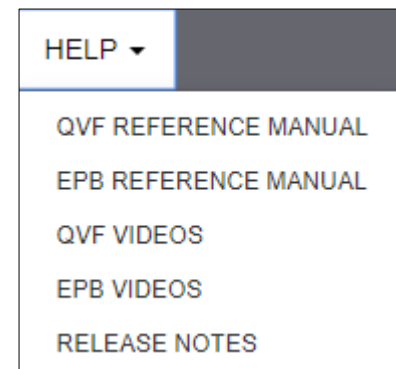 HELP
QVF REFERENCE MANUAL
EPB REFERENCE MANUAL
QVF VIDEOS
EPB VIDEOS
RELEASE NOTES